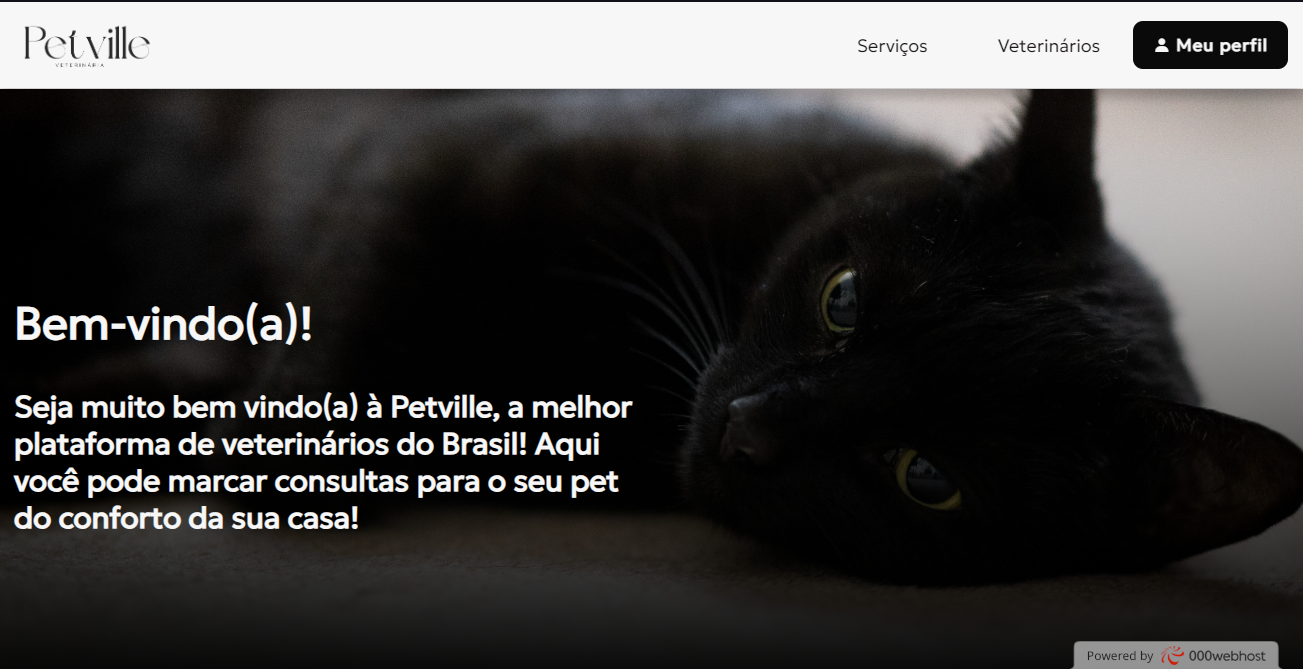 Petville
VETERINÁRIA
Serviços
Veterinários
Meu perfil
Bem-vindo(a)!
Seja muito bem vindo(a) à Petville, a melhor
plataforma de veterinários do Brasil! Aqui
você pode marcar consultas para o seu pet
do conforto da sua casa!
Powered by 000webhost